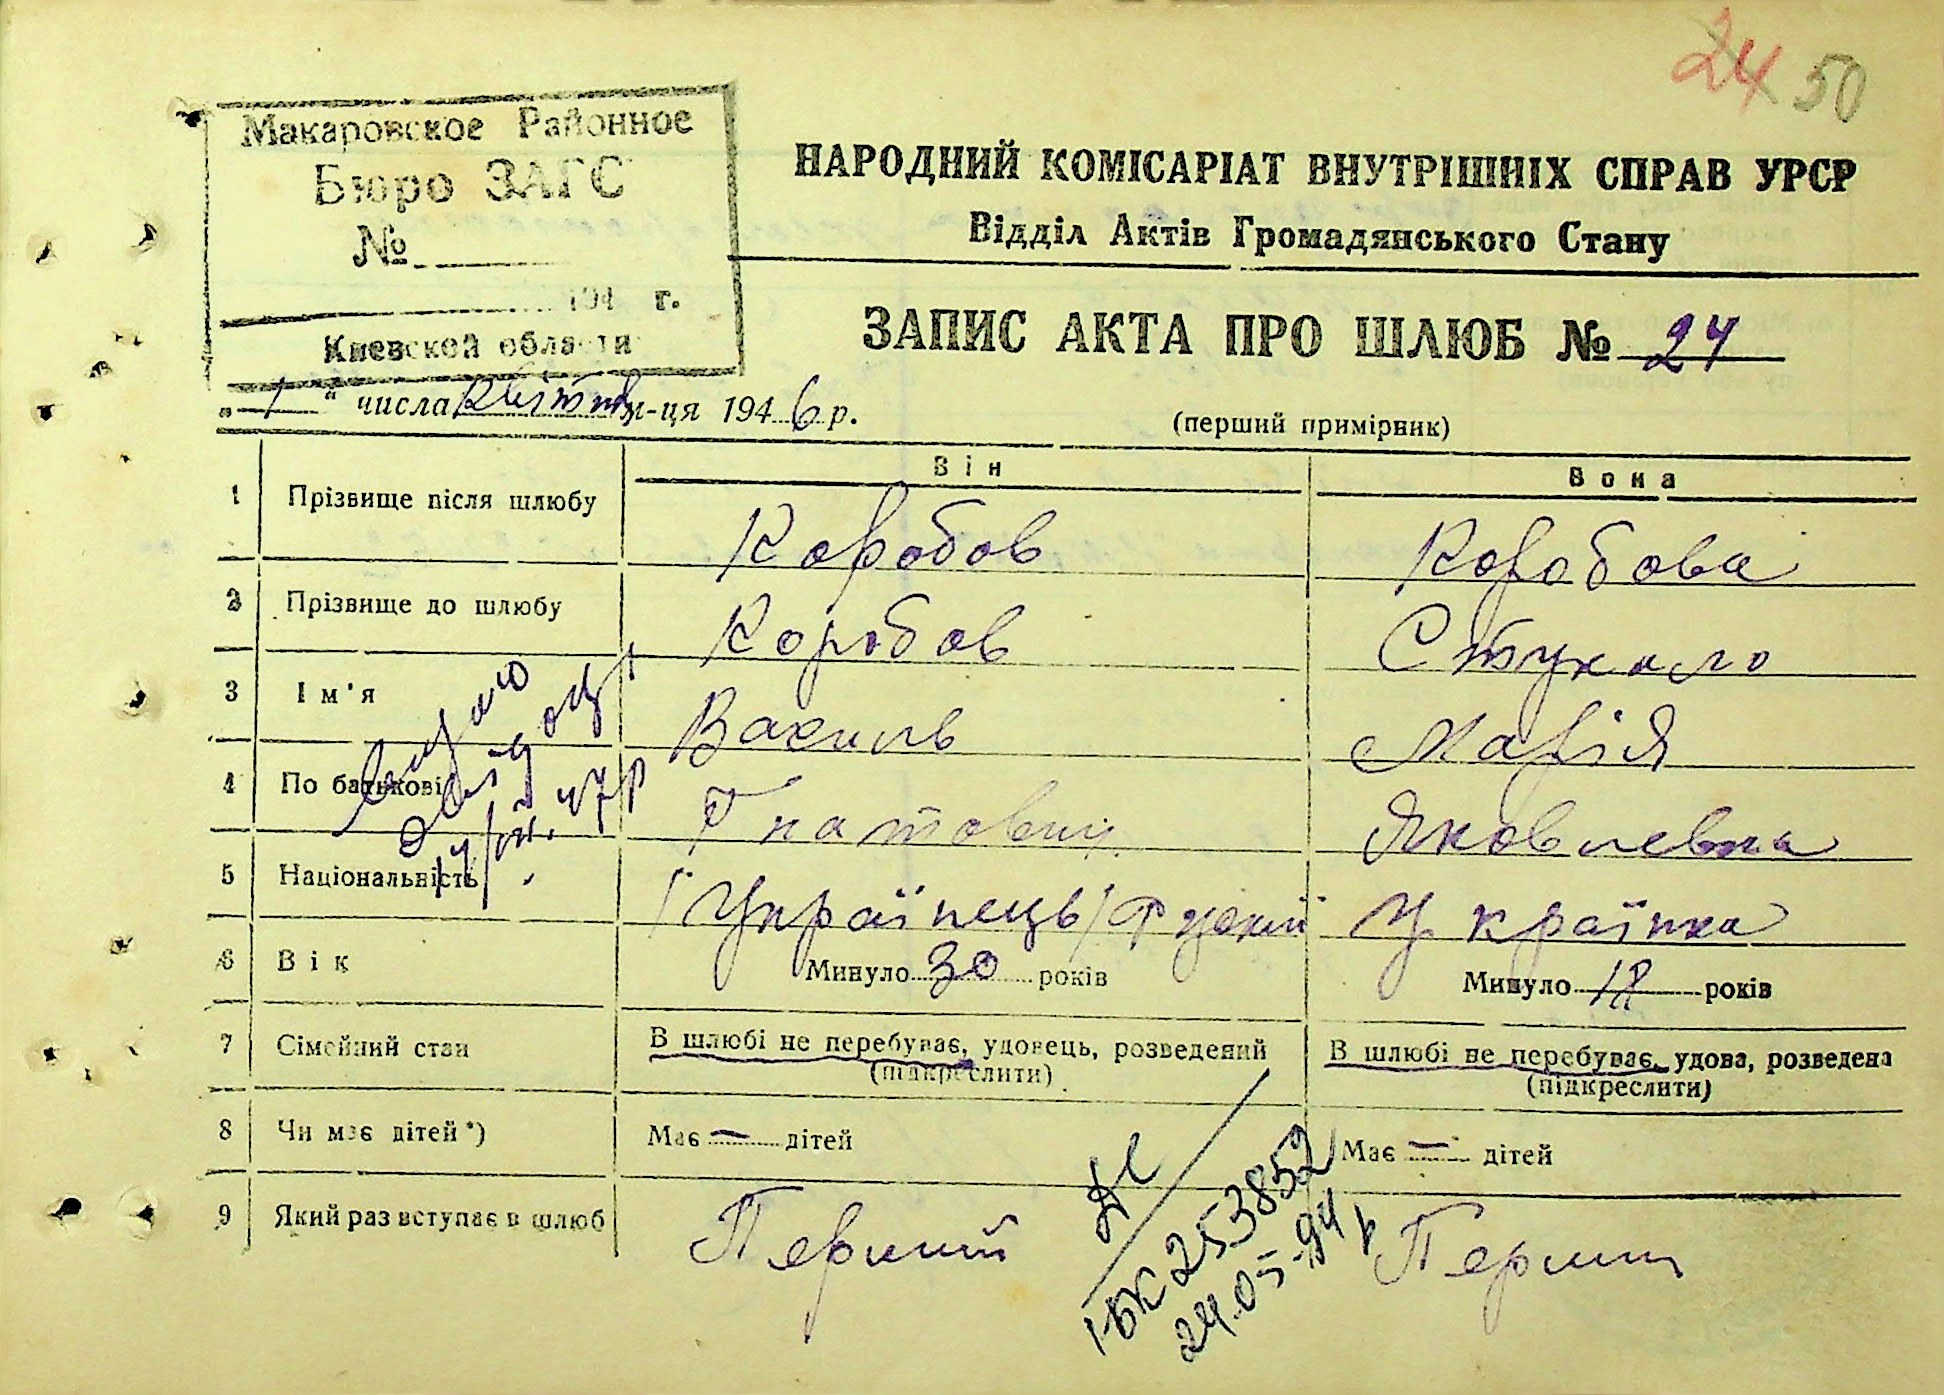 24 50
Макаровское Районное
Бюро ЗАГС
№
194 г.
Киевской области
НАРОДНИЙ КОМІСАРІАТ ВНУТРІШНІХ СПРАВ УРСР
Відділ Актів Громадянського Стану
ЗАПИС АКТА ПРО ШЛЮБ № 24
„ 1 “ числа квітня м-ця 1946 р.
(перший примірник)
Він Вона
1 Прізвище після шлюбу Коробов Коробова
2 Прізвище до шлюбу Коробов Стукало
3 Ім'я Василь Марія
4 По батькові Гнатович Яковлевна
5 Національність /Українець/ Руский Українка
6 Вік Минуло 30 років Минуло 18 років
7 Сімейний стан В шлюбі не перебуває, удовець, розведений В шлюбі не перебуває, удова, розведена
(підкреслити) (підкреслити)
8 Чи має дітей*) Має — дітей Має — дітей
9 Який раз вступає в шлюб Перший Перший
47р
І-БК 253852
24.05.94 р